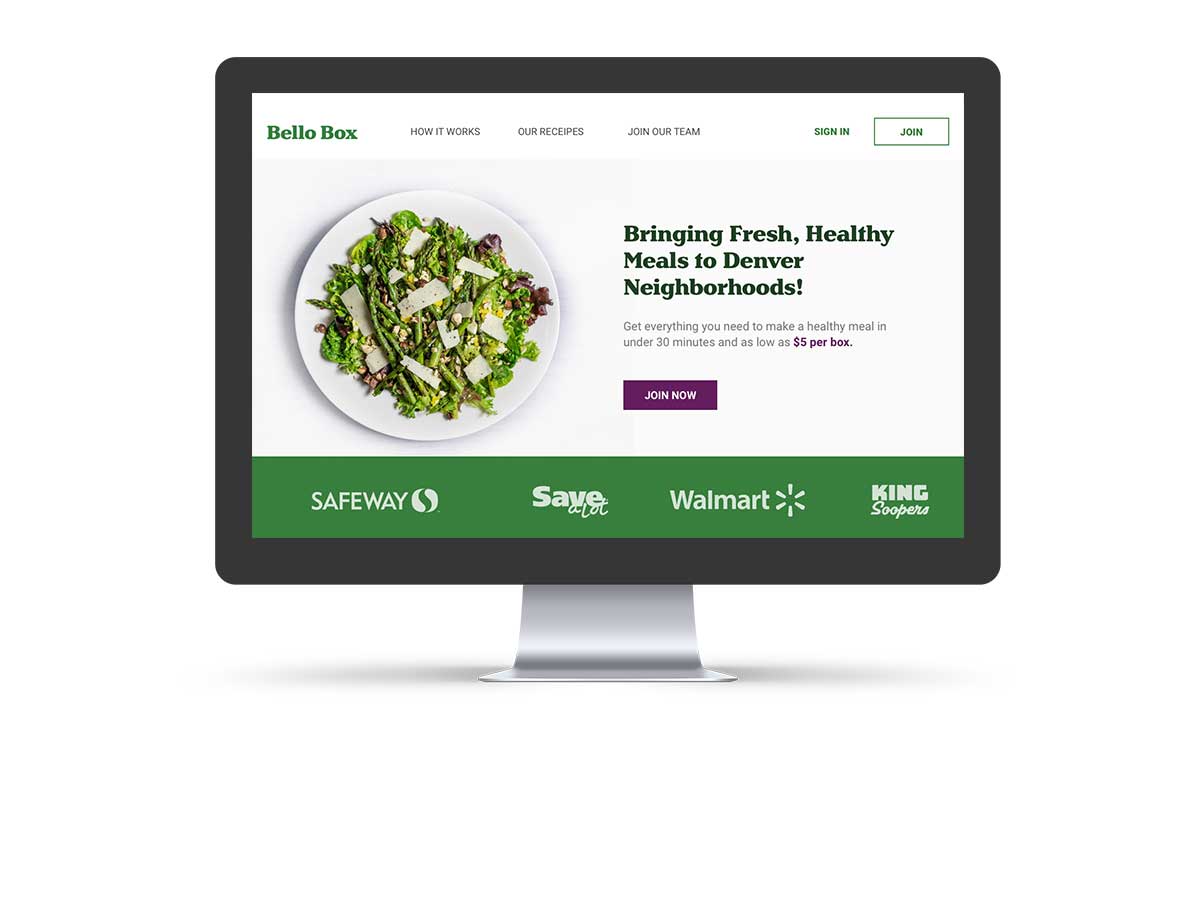 Bello Box
HOW IT WORKS
OUR RECEIPES
JOIN OUR TEAM
SIGN IN
JOIN
Bringing Fresh, Healthy
Meals to Denver
Neighborhoods!
Get everything you need to make a healthy meal in
under 30 minutes and as low as $5 per box.
JOIN NOW
SAFEWAY
Save
a lot
Walmart
KING
Soopers